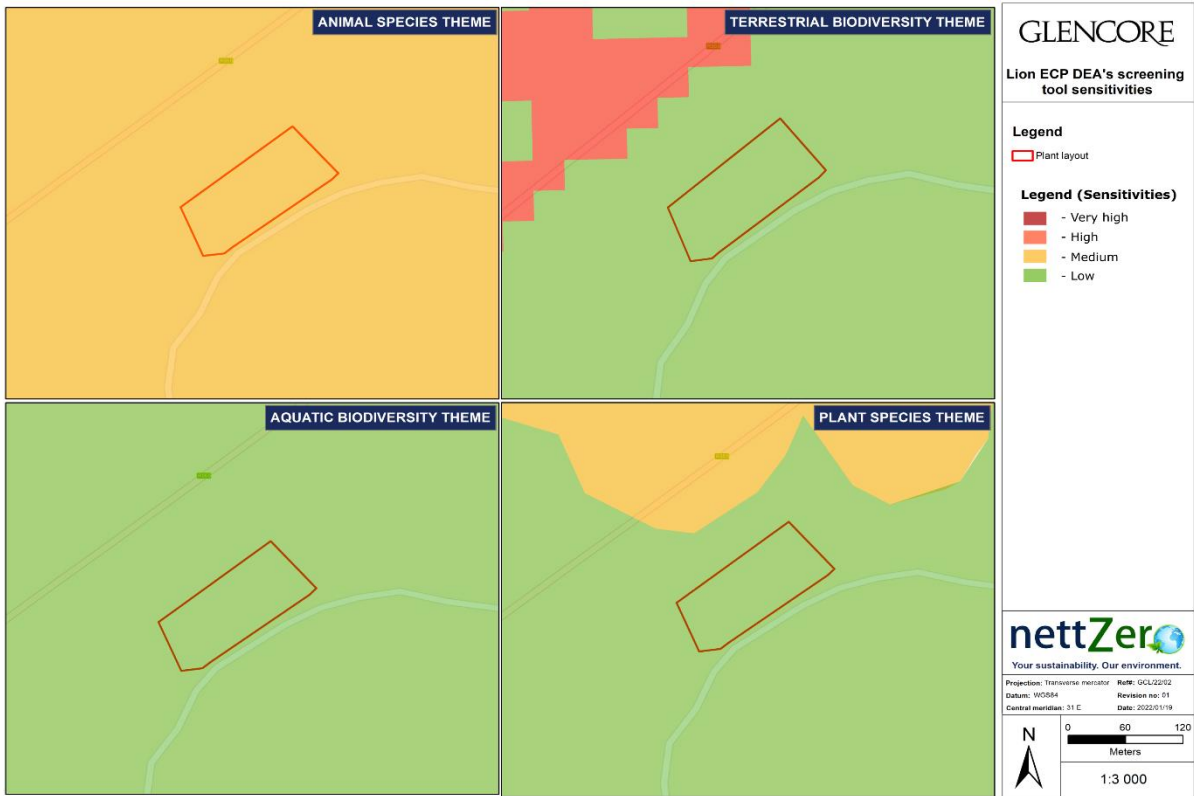 ANIMAL SPECIES THEME
TERRESTRIAL BIODIVERSITY THEME
AQUATIC BIODIVERSITY THEME
PLANT SPECIES THEME
GLENCORE
Lion ECP DEA's screening
tool sensitivities
Legend
Plant layout
Legend (Sensitivities)
- Very high
- High
- Medium
- Low
nettZero
Your sustainability. Our environment.
Projection: Transverse mercator Ref#: GCL/22/02
Datum: WGS84 Revision no: 01
Central meridian: 31 E Date: 2022/01/19
N
0 60 120
Meters
1:3 000